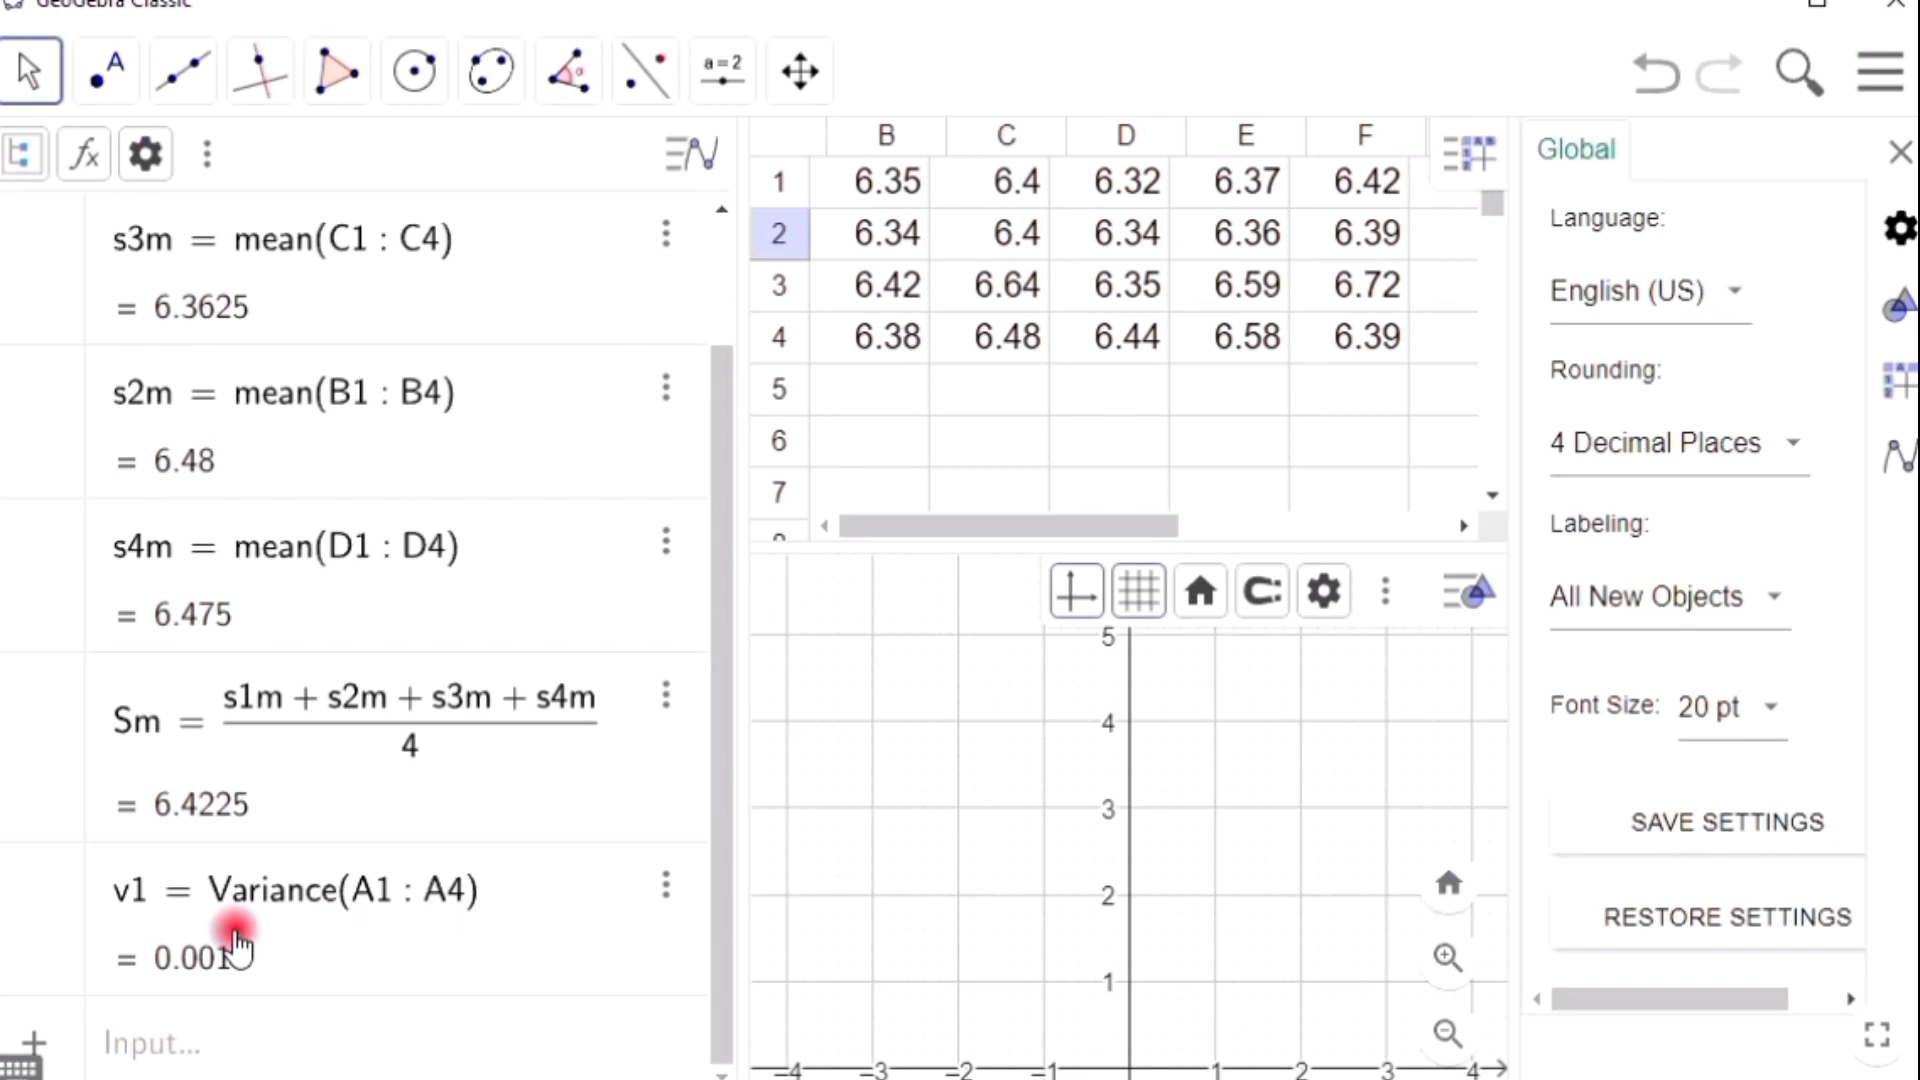 GeoGebra Classic
A
α
a = 2
fx
s3m = mean(C1 : C4)
= 6.3625
s2m = mean(B1 : B4)
= 6.48
s4m = mean(D1 : D4)
= 6.475
Sm = s1m + s2m + s3m + s4m
4
= 6.4225
v1 = Variance(A1 : A4)
= 0.001
Input...
B C D E F
1 6.35 6.4 6.32 6.37 6.42
2 6.34 6.4 6.34 6.36 6.39
3 6.42 6.64 6.35 6.59 6.72
4 6.38 6.48 6.44 6.58 6.39
5
6
7
5
4
3
2
1
-4 -3 -2 -1 1 2 3 4
Global
Language:
English (US)
Rounding:
4 Decimal Places
Labeling:
All New Objects
Font Size: 20 pt
SAVE SETTINGS
RESTORE SETTINGS